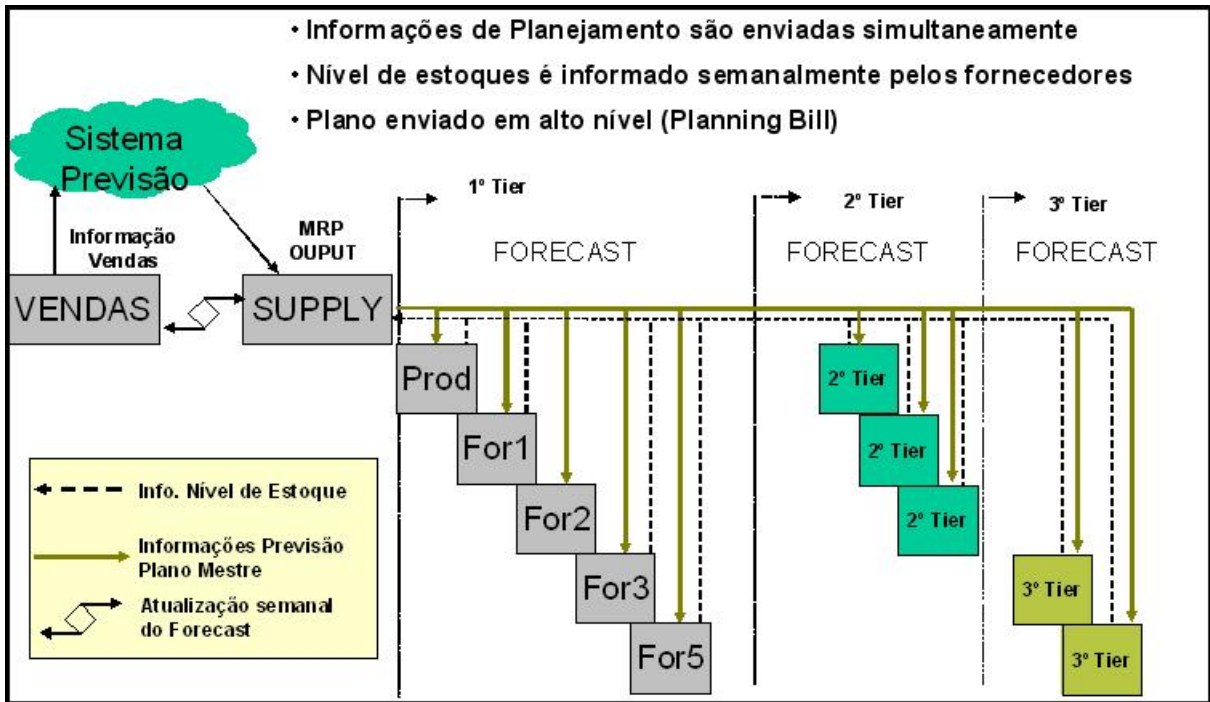 • Informações de Planejamento são enviadas simultaneamente
• Nível de estoques é informado semanalmente pelos fornecedores
• Plano enviado em alto nível (Planning Bill)
Sistema
Previsão
1º Tier
2º Tier
3º Tier
Informação
Vendas
MRP
OUPUT
FORECAST
FORECAST
FORECAST
VENDAS
SUPPLY
Prod
For1
For2
For3
For5
2º Tier
2º Tier
2º Tier
3º Tier
3º Tier
Info. Nível de Estoque
Informações Previsão
Plano Mestre
Atualização semanal
do Forecast